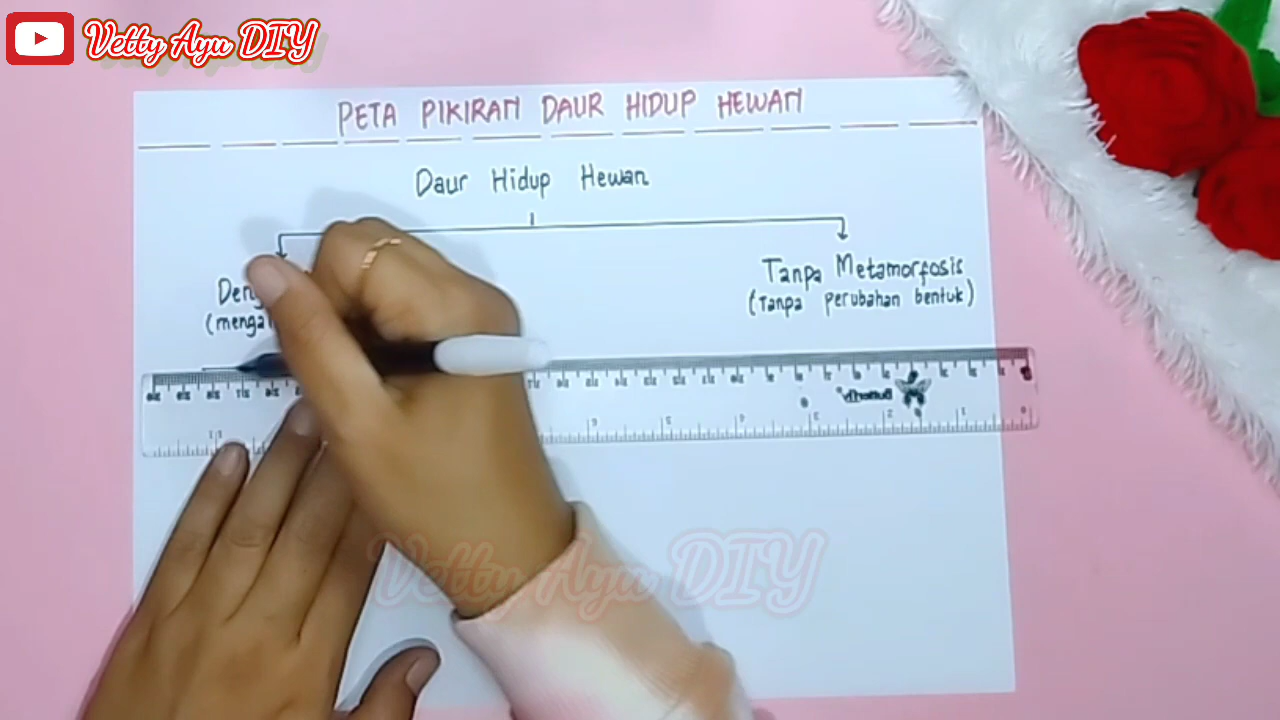 Vetty Ayu DIY
PETA PIKIRAN DAUR HIDUP HEWAN
Daur Hidup Hewan
Tanpa Metamorfosis
(Tanpa perubahan bentuk)
Butterfly
Vetty Ayu DIY